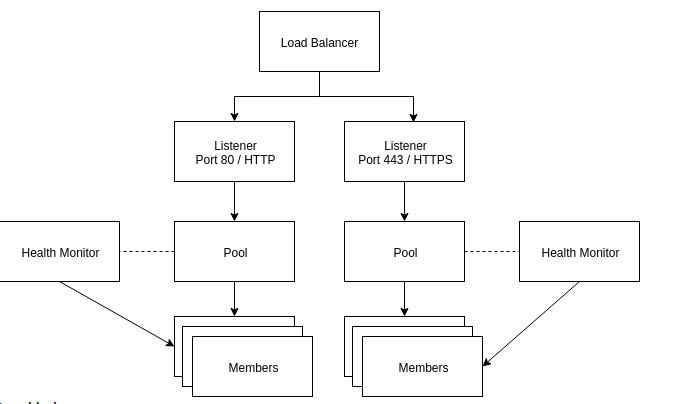 Load Balancer
Listener
Port 80 / HTTP
Listener
Port 443 / HTTPS
Health Monitor
Pool
Pool
Health Monitor
Members
Members